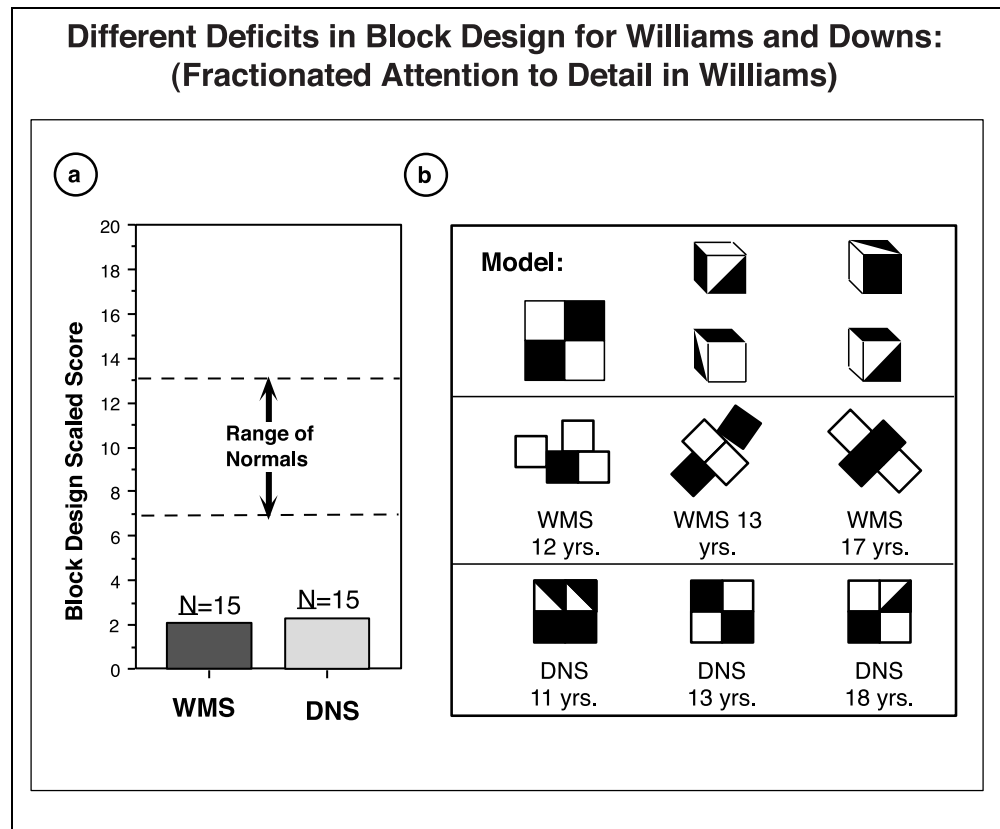 Different Deficits in Block Design for Williams and Downs:
(Fractionated Attention to Detail in Williams)
a
b
Block Design Scaled Score
20
18
16
14
12
10
8
6
4
2
0
Range of
Normals
N=15
N=15
WMS
DNS
Model:
WMS
12 yrs.
WMS 13
yrs.
WMS
17 yrs.
DNS
11 yrs.
DNS
13 yrs.
DNS
18 yrs.